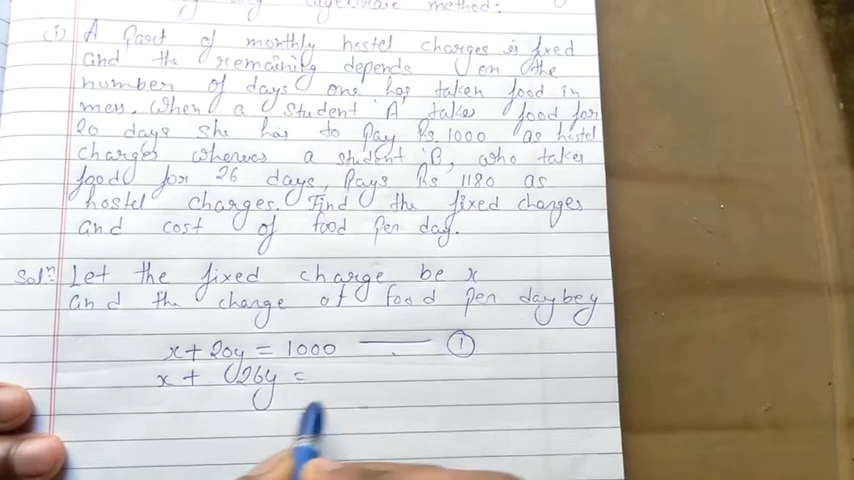 by any algebraic method:
(i) A part of monthly hostel charges is fixed
and the remaining depends on the
number of days one has taken food in
mess. When a student 'A' takes food for
20 days she has to pay Rs. 1000 as hostel
charges whereas a student 'B', who takes
food for 26 days, pays Rs 1180 as
hostel charges. Find the fixed charges
and cost of food per day.
Solⁿ: Let the fixed charge be x
and the charge of food per day be y
x + 20y = 1000 —— ①
x + 26y =